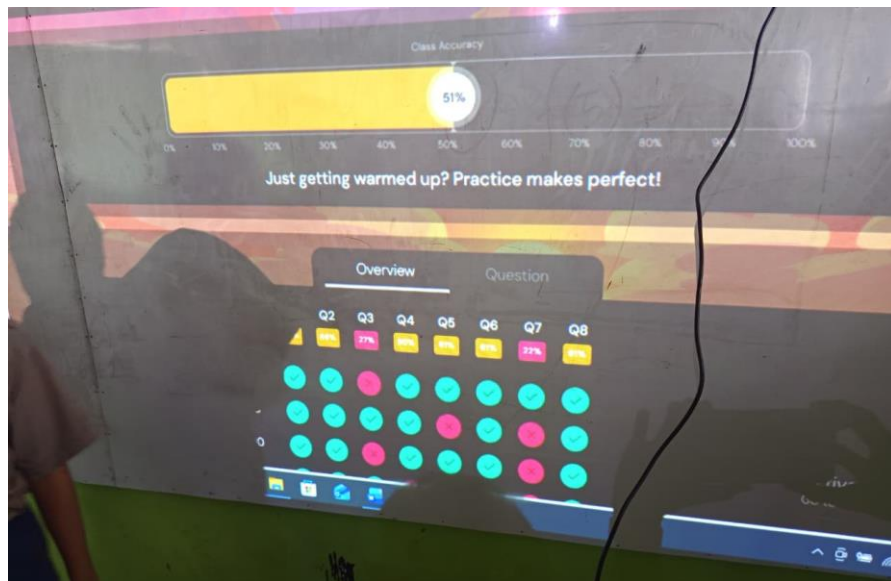 Class Accuracy
51%
0% 10% 20% 30% 40% 50% 60% 70% 80% 100%
Just getting warmed up? Practice makes perfect!
Overview Question
Q2 Q3 Q4 Q5 Q6 Q7 Q8
27% 22%